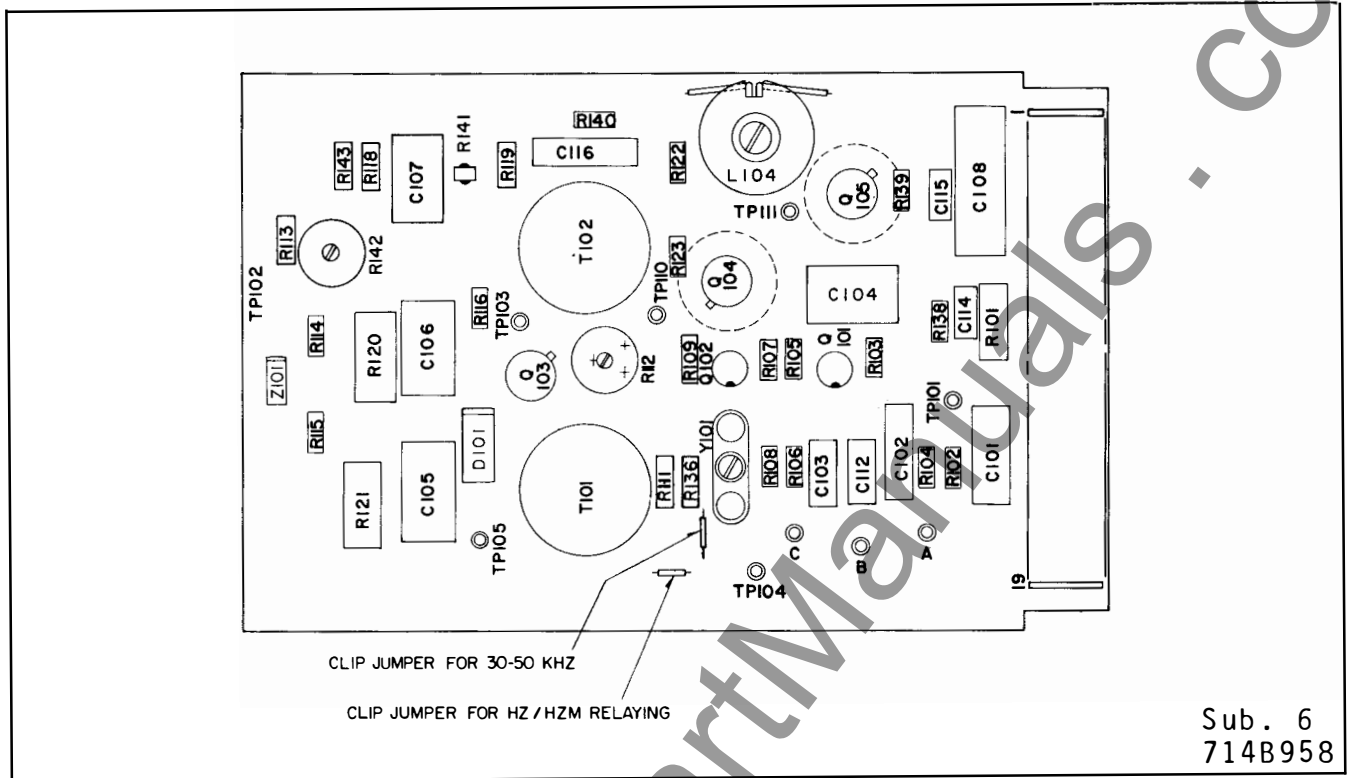 R140
R141
R143
R118
C107
R119
C116
R122
L104
R139
C115
C108
1
Q
105
TP111
R113
R142
T102
R123
TP102
TP110
Q
104
C104
R116
TP103
R114
R120
C106
Z101
Q
103
R112
R109
Q102
R107
R105
Q
101
R103
R138
C114
R101
TP101
R115
D101
R121
C105
T101
R111
R136
Y101
R108
R106
C103
C112
C102
R104
R102
C101
TP105
C
B
A
TP104
19
CLIP JUMPER FOR 30-50 KHZ
CLIP JUMPER FOR HZ/HZM RELAYING
Sub. 6
714B958
artManuals . co